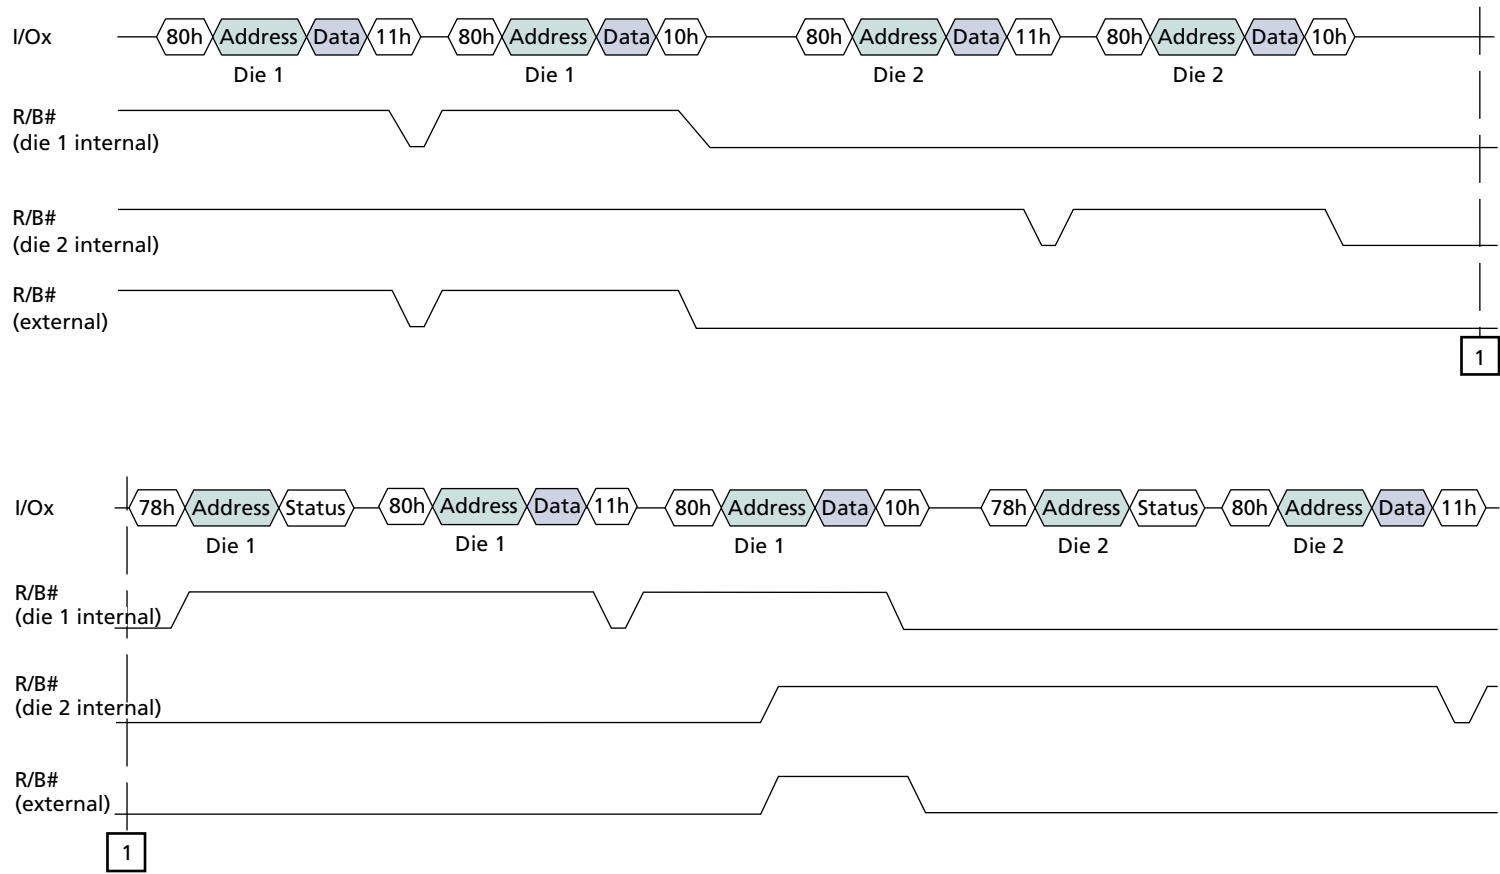 I/Ox 80h Address Data 11h 80h Address Data 10h 80h Address Data 11h 80h Address Data 10h
Die 1 Die 1 Die 2 Die 2
R/B#
(die 1 internal)
R/B#
(die 2 internal)
R/B#
(external)
1
I/Ox 78h Address Status 80h Address Data 11h 80h Address Data 10h 78h Address Status 80h Address Data 11h
Die 1 Die 1 Die 1 Die 2 Die 2
R/B#
(die 1 internal)
R/B#
(die 2 internal)
R/B#
(external)
1